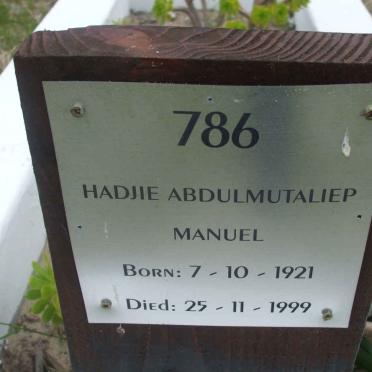 786
HADJIE ABDULMUTALIEP
MANUEL
BORN: 7 - 10 - 1921
DIED: 25 - 11 - 1999